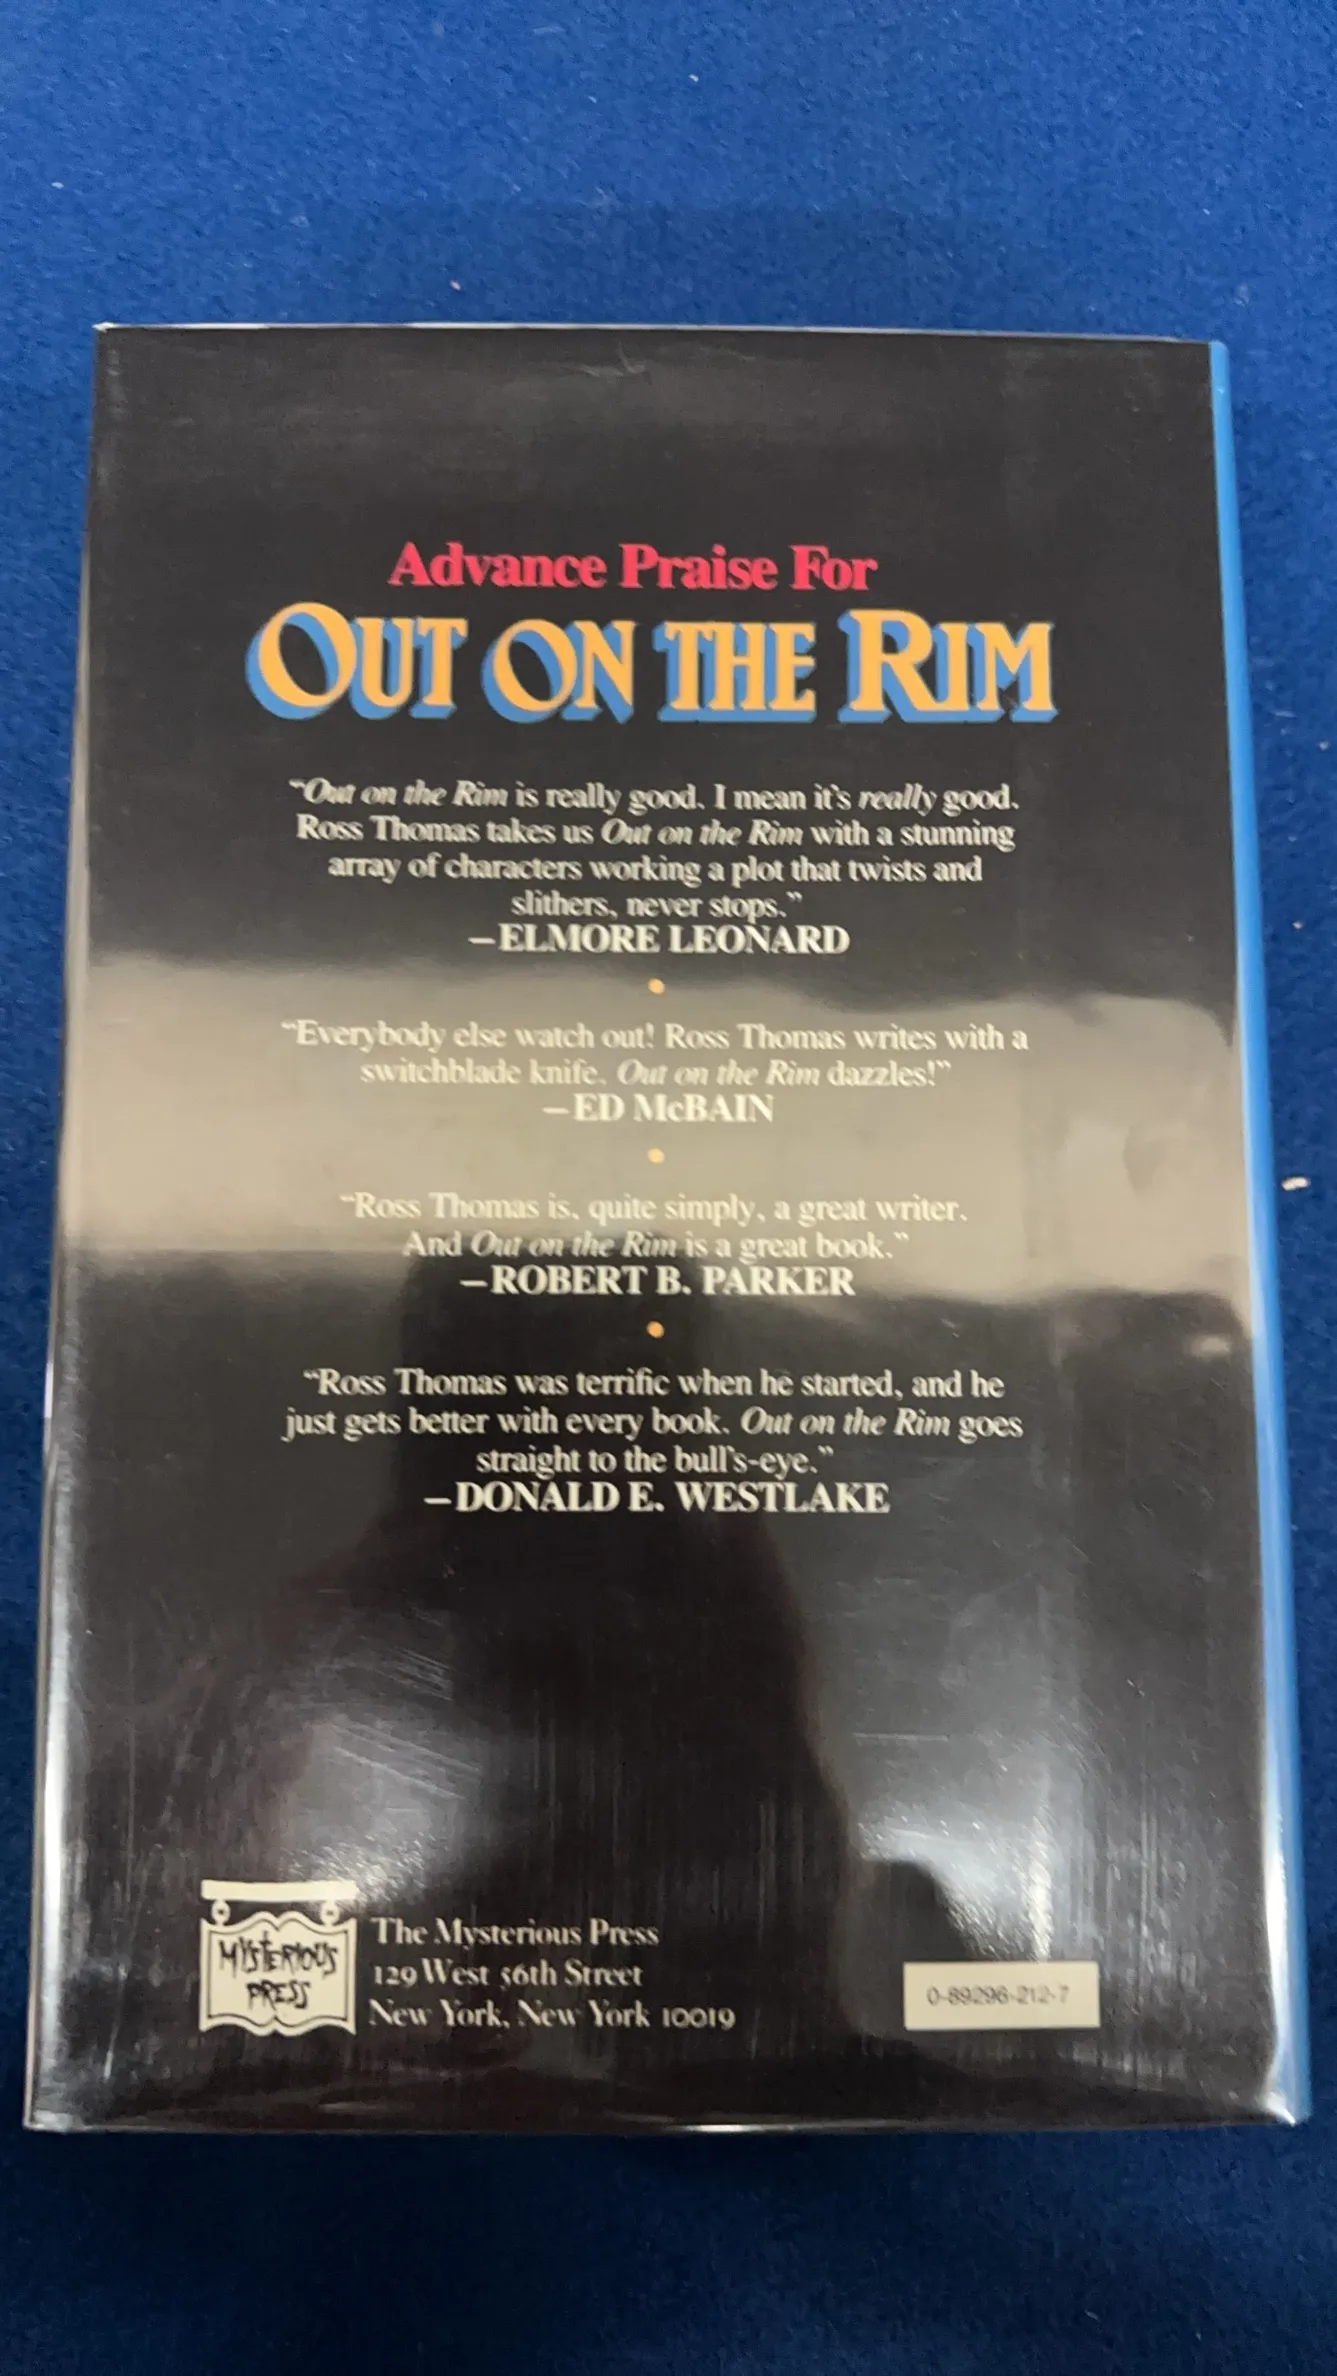 Advance Praise For
OUT ON THE RIM
“Out on the Rim is really good. I mean it's really good.
Ross Thomas takes us Out on the Rim with a stunning
array of characters working a plot that twists and
slithers, never stops.”
—ELMORE LEONARD
“Everybody else watch out! Ross Thomas writes with a
switchblade knife. Out on the Rim dazzles!”
—ED McBAIN
“Ross Thomas is, quite simply, a great writer.
And Out on the Rim is a great book.”
—ROBERT B. PARKER
“Ross Thomas was terrific when he started, and he
just gets better with every book. Out on the Rim goes
straight to the bull's-eye.”
—DONALD E. WESTLAKE
MYSTERIOUS
PRESS
The Mysterious Press
129 West 56th Street
New York, New York 10019
0-89296-212-7